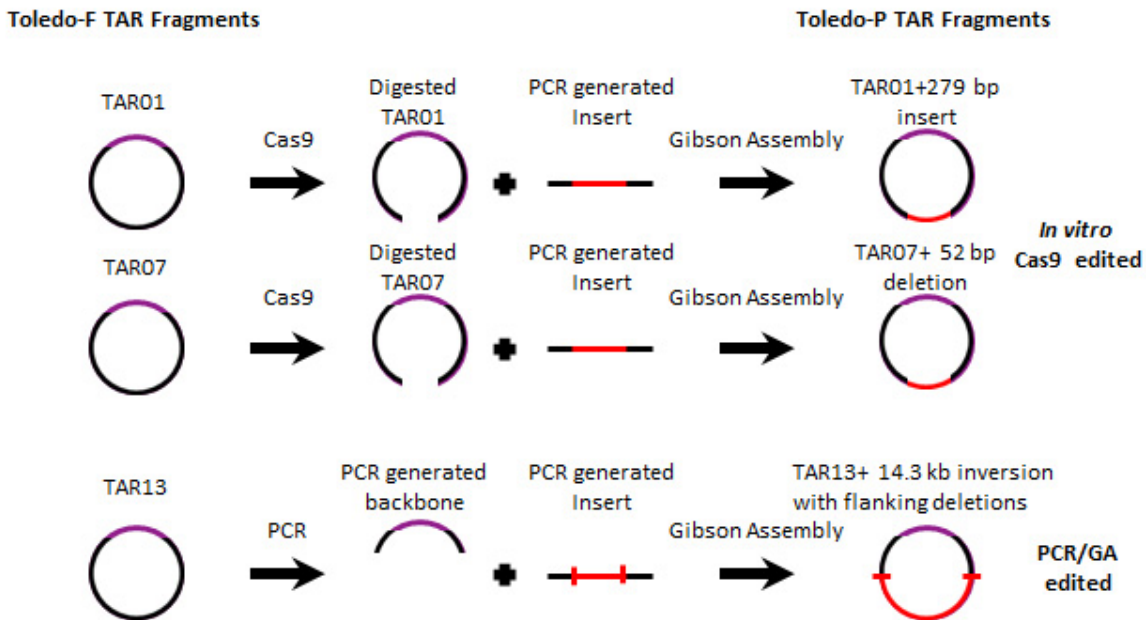 Toledo-F TAR Fragments
Toledo-P TAR Fragments
TAR01
Cas9
Digested
TAR01
PCR generated
Insert
Gibson Assembly
TAR01+279 bp
insert
TAR07
Cas9
Digested
TAR07
PCR generated
Insert
Gibson Assembly
TAR07+ 52 bp
deletion
In vitro
Cas9 edited
TAR13
PCR
PCR generated
backbone
PCR generated
Insert
Gibson Assembly
TAR13+ 14.3 kb inversion
with flanking deletions
PCR/GA
edited